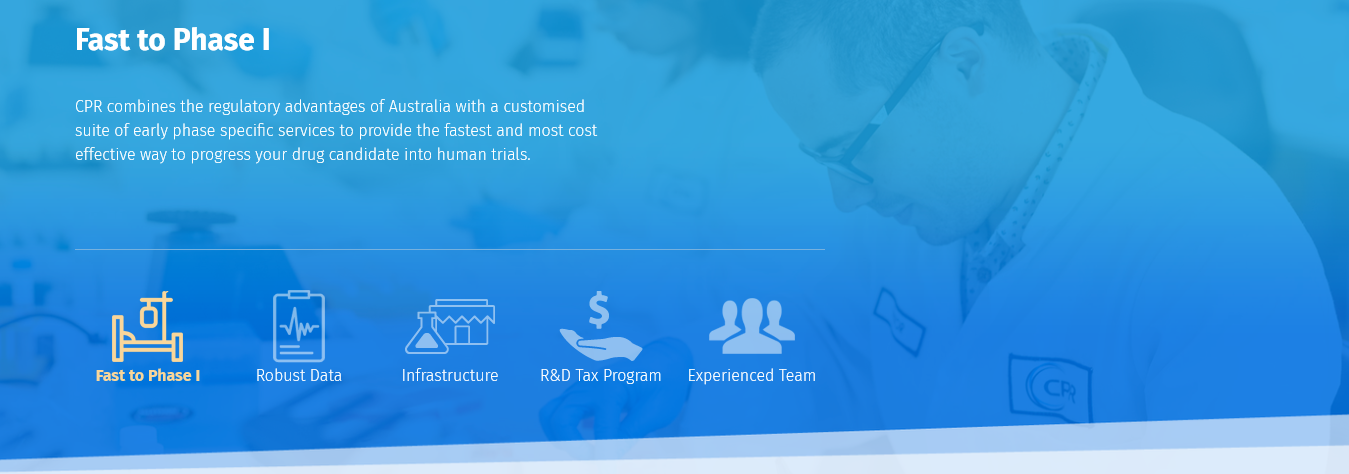 Fast to Phase I
CPR combines the regulatory advantages of Australia with a customised
suite of early phase specific services to provide the fastest and most cost
effective way to progress your drug candidate into human trials.
$
Fast to Phase I
Robust Data
Infrastructure
R&D Tax Program
Experienced Team
CPR